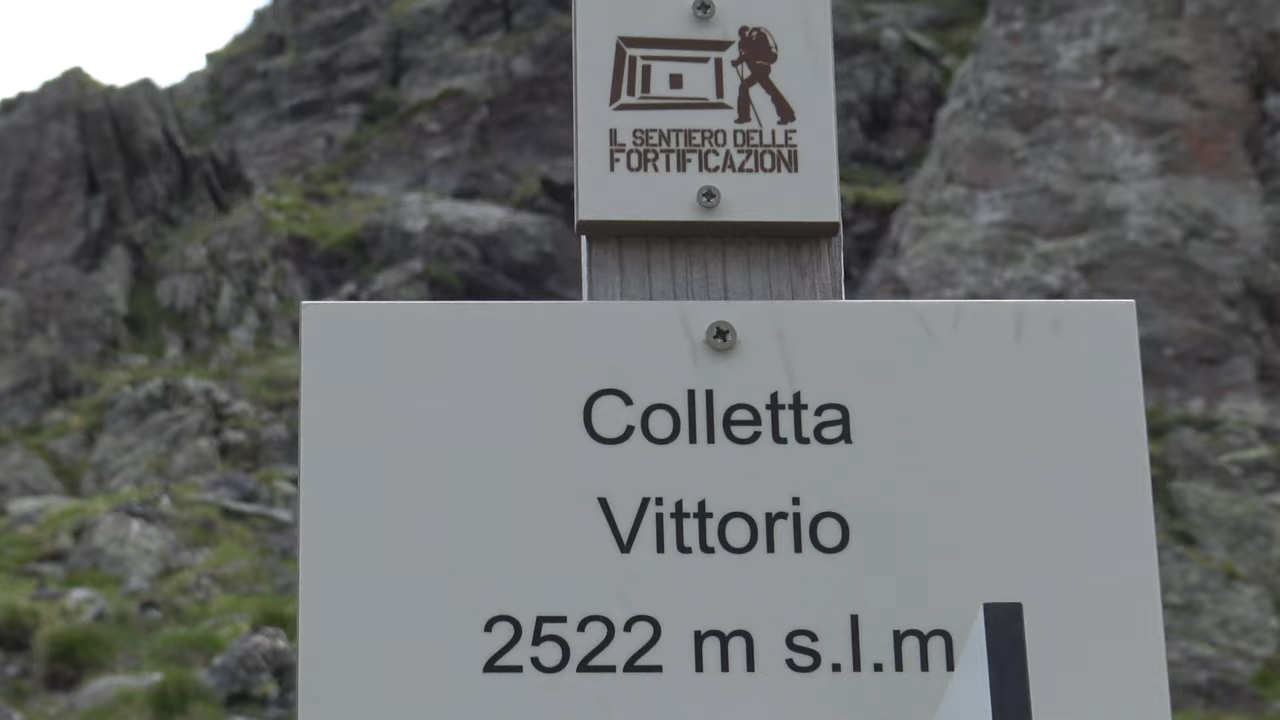 IL SENTIERO DELLE
FORTIFICAZIONI
Colletta
Vittorio
2522 m s.l.m